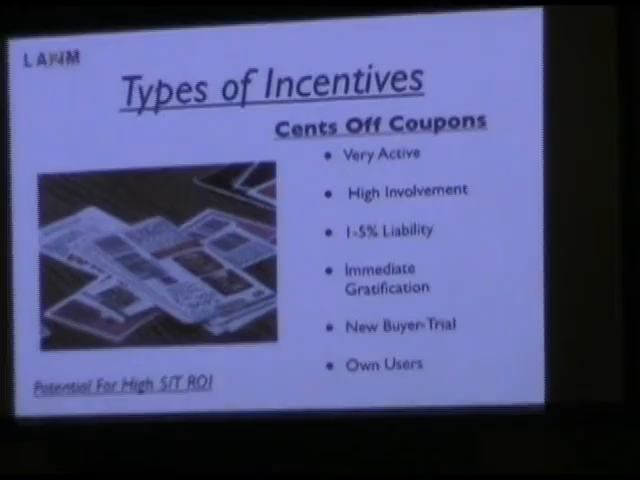 Types of Incentives
Cents Off Coupons
Very Active
High Involvement
1-5% Liability
Immediate
Gratification
New Buyer-Trial
Own Users
Potential For High S/T ROI